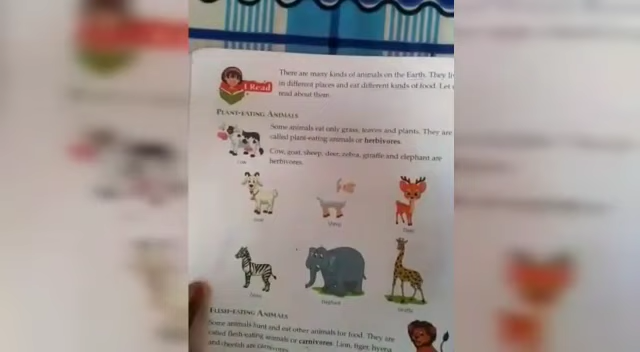 There are many kinds of animals on the Earth. They
in different places and eat different kinds of food. Let
read about them.
I Read
PLANT-EATING ANIMALS
Some animals eat only grass, leaves and plants. They are
called plant-eating animals or herbivores.
Cow, goat, sheep, deer, zebra, giraffe and elephant are
herbivores.
Cow
Goat
Sheep
Deer
Zebra
Elephant
Giraffe
FLESH-EATING ANIMALS
Some animals hunt and eat other animals for food. They are
called flesh-eating animals or carnivores. Lion, tiger, hyena
and cheetah are carnivores.